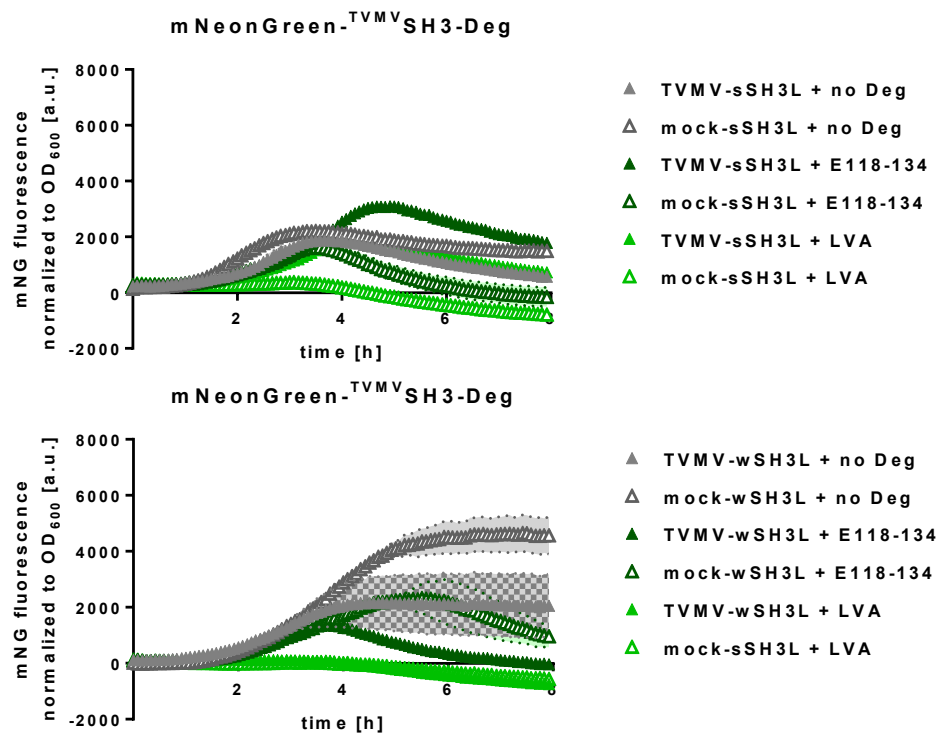 mNeonGreen-TVMVSH3-Deg
8000
6000
4000
2000
0
-2000
2 4 6 8
mNG fluorescence
normalized to OD600 [a.u.]
time [h]
TVMV-sSH3L + no Deg
mock-sSH3L + no Deg
TVMV-sSH3L + E118-134
mock-sSH3L + E118-134
TVMV-sSH3L + LVA
mock-sSH3L + LVA
mNeonGreen-TVMVSH3-Deg
8000
6000
4000
2000
0
-2000
2 4 6 8
mNG fluorescence
normalized to OD600 [a.u.]
time [h]
TVMV-wSH3L + no Deg
mock-wSH3L + no Deg
TVMV-wSH3L + E118-134
mock-wSH3L + E118-134
TVMV-wSH3L + LVA
mock-sSH3L + LVA